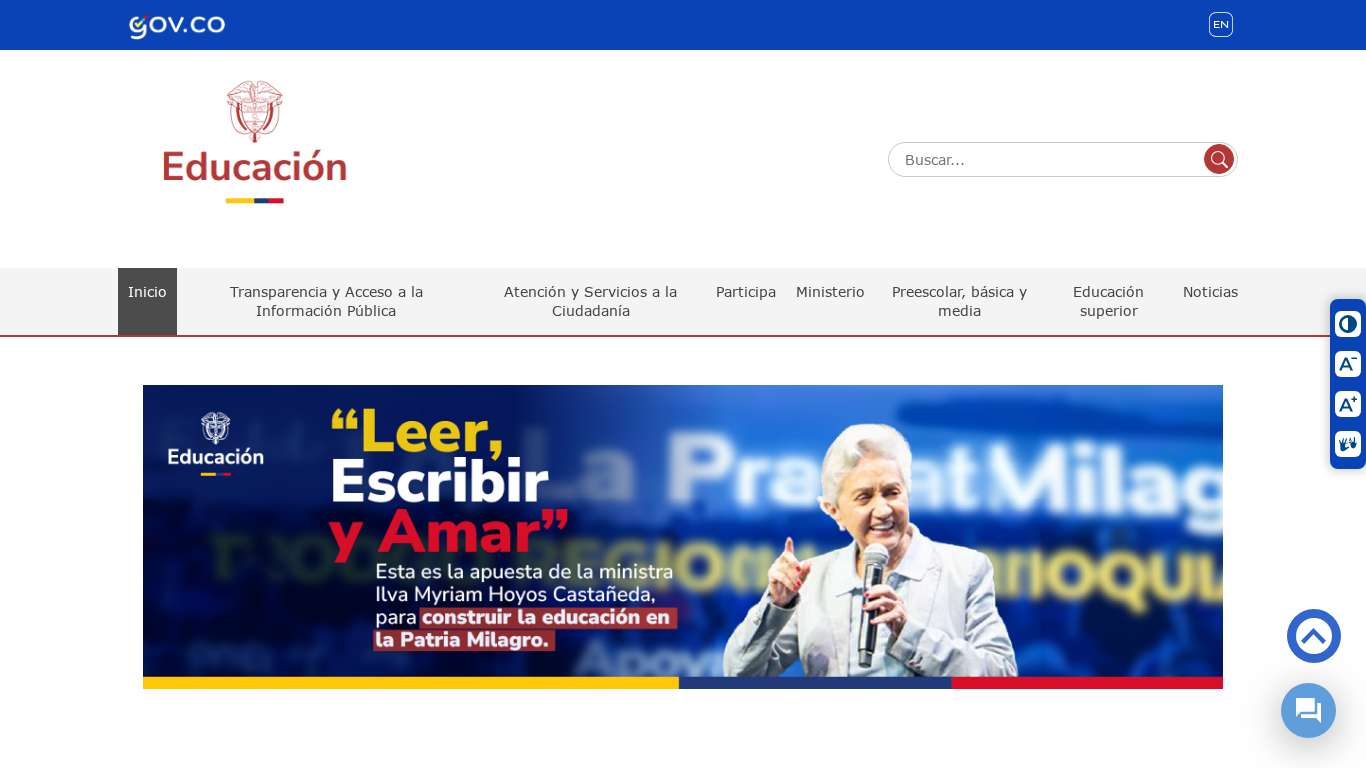 GOV.CO
EN
Educación
Buscar...
Inicio
Transparencia y Acceso a la
Información Pública
Atención y Servicios a la
Ciudadanía
Participa
Ministerio
Preescolar, básica y
media
Educación
superior
Noticias
A-
A+
Educación
“Leer,
Escribir
y Amar”
Esta es la apuesta de la ministra
Ilva Myriam Hoyos Castañeda,
para construir la educación en
la Patria Milagro.
La
Milag